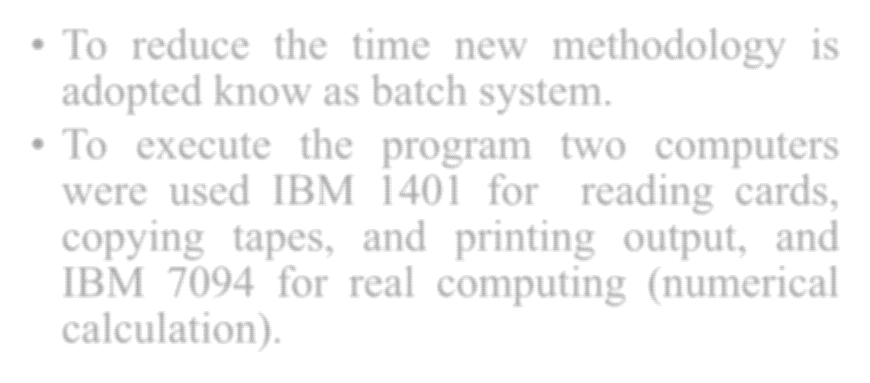 • To reduce the time new methodology is
adopted know as batch system.
• To execute the program two computers
were used IBM 1401 for reading cards,
copying tapes, and printing output, and
IBM 7094 for real computing (numerical
calculation).